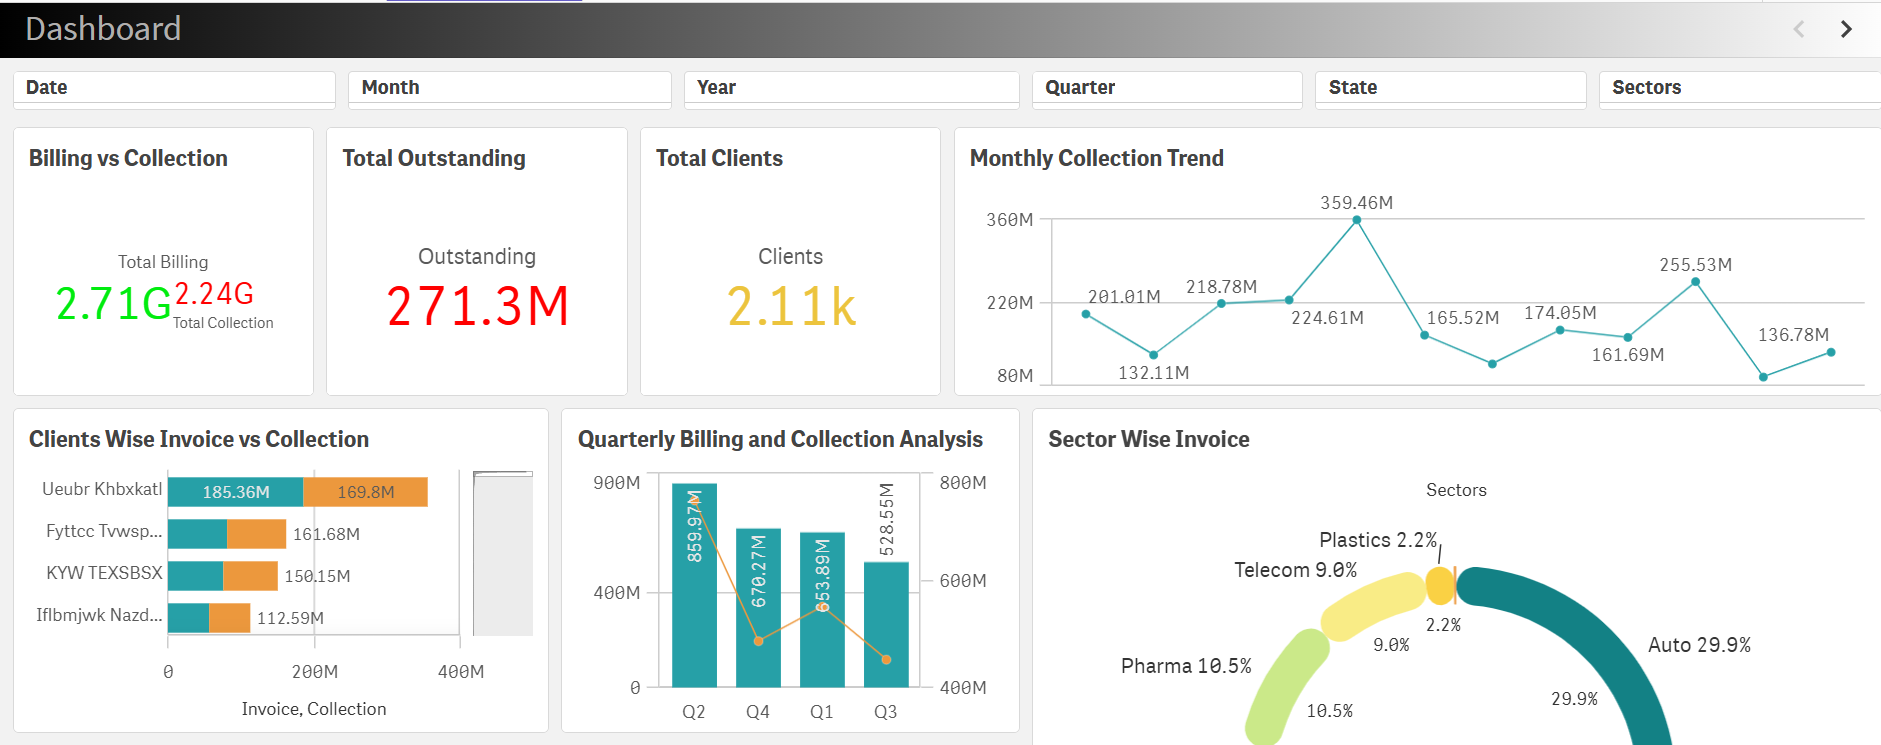 Dashboard
Date
Month
Year
Quarter
State
Sectors
Billing vs Collection
Total Billing
2.71G
2.24G
Total Collection
Total Outstanding
Outstanding
271.3M
Total Clients
Clients
2.11k
Monthly Collection Trend
360M
220M
80M
201.01M
132.11M
218.78M
224.61M
359.46M
165.52M
174.05M
161.69M
255.53M
136.78M
Clients Wise Invoice vs Collection
Ueubr Khbxkatl
185.36M
169.8M
Fyttcc Tvwsp...
161.68M
KYW TEXSBSX
150.15M
Iflbmjwk Nazd...
112.59M
0
200M
400M
Invoice, Collection
Quarterly Billing and Collection Analysis
900M
400M
0
859.97M
670.27M
653.89M
528.55M
800M
600M
400M
Q2
Q4
Q1
Q3
Sector Wise Invoice
Sectors
Plastics 2.2%
Telecom 9.0%
2.2%
9.0%
Auto 29.9%
Pharma 10.5%
29.9%
10.5%